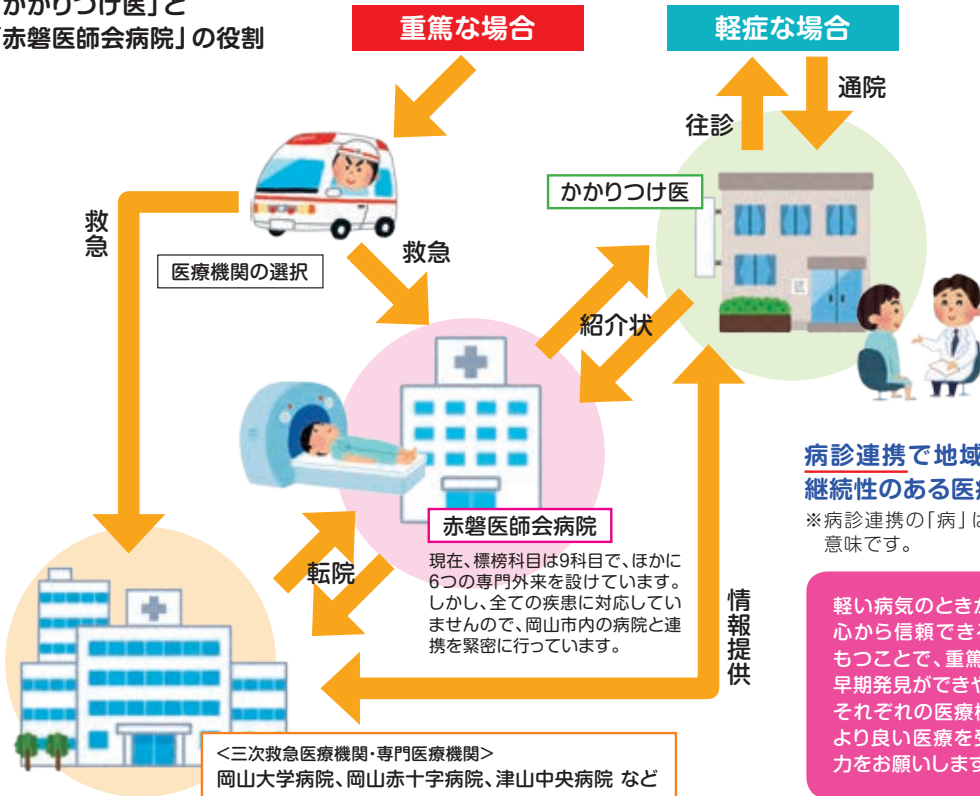 かかりつけ医」と
赤磐医師会病院」の役割
重篤な場合
軽症な場合
往診
通院
かかりつけ医
救急
医療機関の選択
救急
紹介状
赤磐医師会病院
現在、標榜科目は9科目で、ほかに
6つの専門外来を設けています。
しかし、全ての疾患に対応してい
ませんので、岡山市内の病院と連
携を緊密に行っています。
転院
情報提供
<三次救急医療機関・専門医療機関>
岡山大学病院、岡山赤十字病院、津山中央病院 など
病診連携で地域
継続性のある医
※病診連携の「病」は
意味です。
軽い病気のとき
心から信頼でき
もつことで、重篤
早期発見ができ
それぞれの医療
より良い医療を
力をお願いします